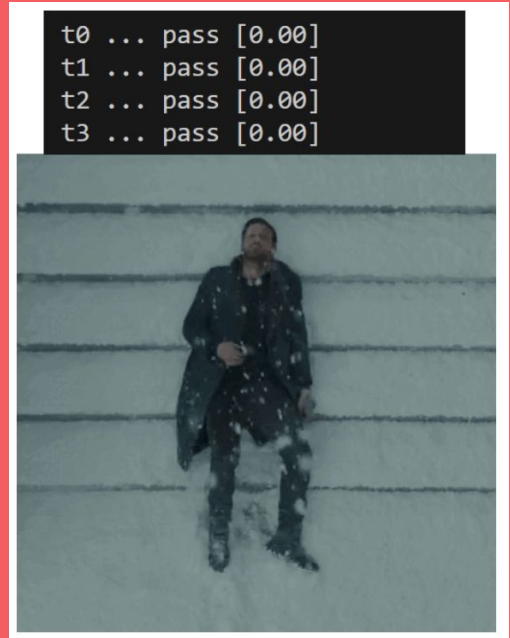 t0 ... pass [0.00]
t1 ... pass [0.00]
t2 ... pass [0.00]
t3 ... pass [0.00]